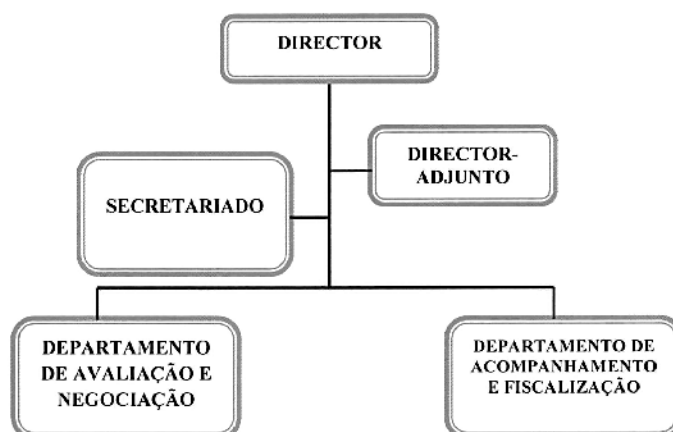 DIRECTOR
DIRECTOR-
ADJUNTO
SECRETARIADO
DEPARTAMENTO
DE AVALIAÇÃO E
NEGOCIAÇÃO
DEPARTAMENTO DE
ACOMPANHAMENTO
E FISCALIZAÇÃO